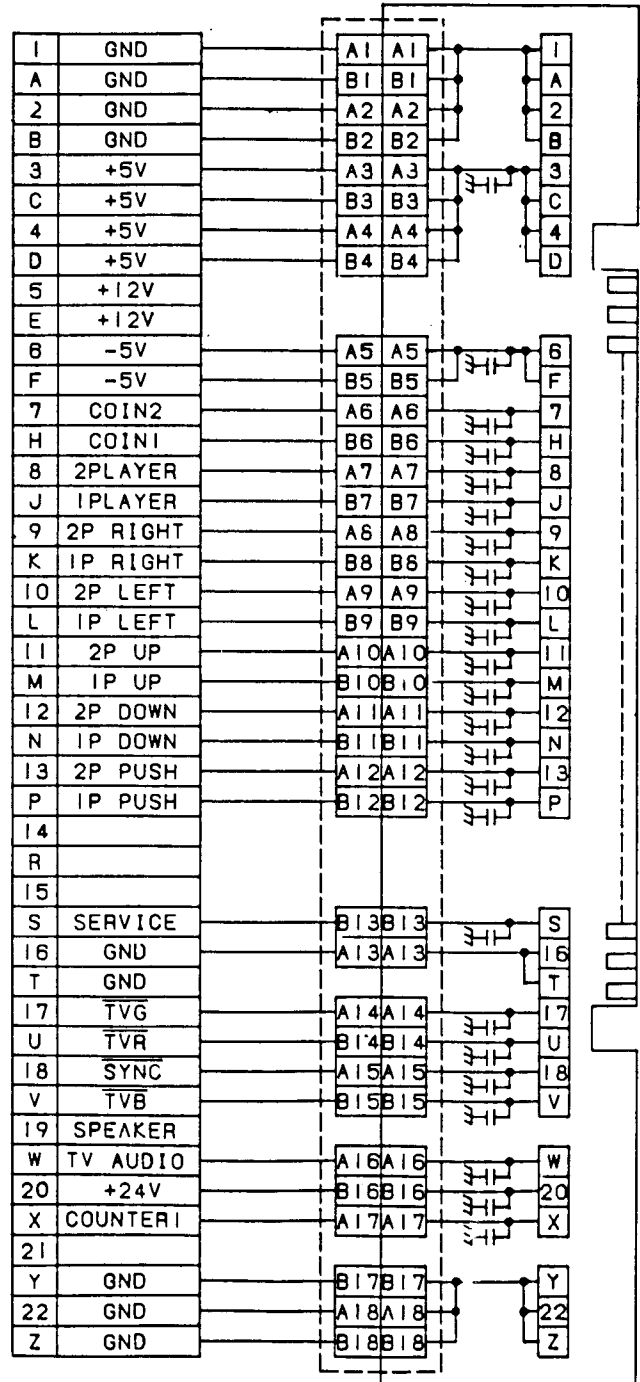 1 GND A1 A1 1
A GND B1 B1 A
2 GND A2 A2 2
B GND B2 B2 B
3 +5V A3 A3 3
C +5V B3 B3 C
4 +5V A4 A4 4
D +5V B4 B4 D
5 +12V
E +12V
6 -5V A5 A5 6
F -5V B5 B5 F
7 COIN2 A6 A6 7
H COIN1 B6 B6 H
8 2PLAYER A7 A7 8
J 1PLAYER B7 B7 J
9 2P RIGHT A8 A8 9
K 1P RIGHT B8 B8 K
10 2P LEFT A9 A9 10
L 1P LEFT B9 B9 L
11 2P UP A10 A10 11
M 1P UP B10 B10 M
12 2P DOWN A11 A11 12
N 1P DOWN B11 B11 N
13 2P PUSH A12 A12 13
P 1P PUSH B12 B12 P
14
R
15
S SERVICE B13 B13 S
16 GND A13 A13 16
T GND T
17 TVG A14 A14 17
U TVR B14 B14 U
18 SYNC A15 A15 18
V TVB B15 B15 V
19 SPEAKER
W TV AUDIO A16 A16 W
20 +24V B16 B16 20
X COUNTER1 A17 A17 X
21
Y GND B17 B17 Y
22 GND A18 A18 22
Z GND B18 B18 Z